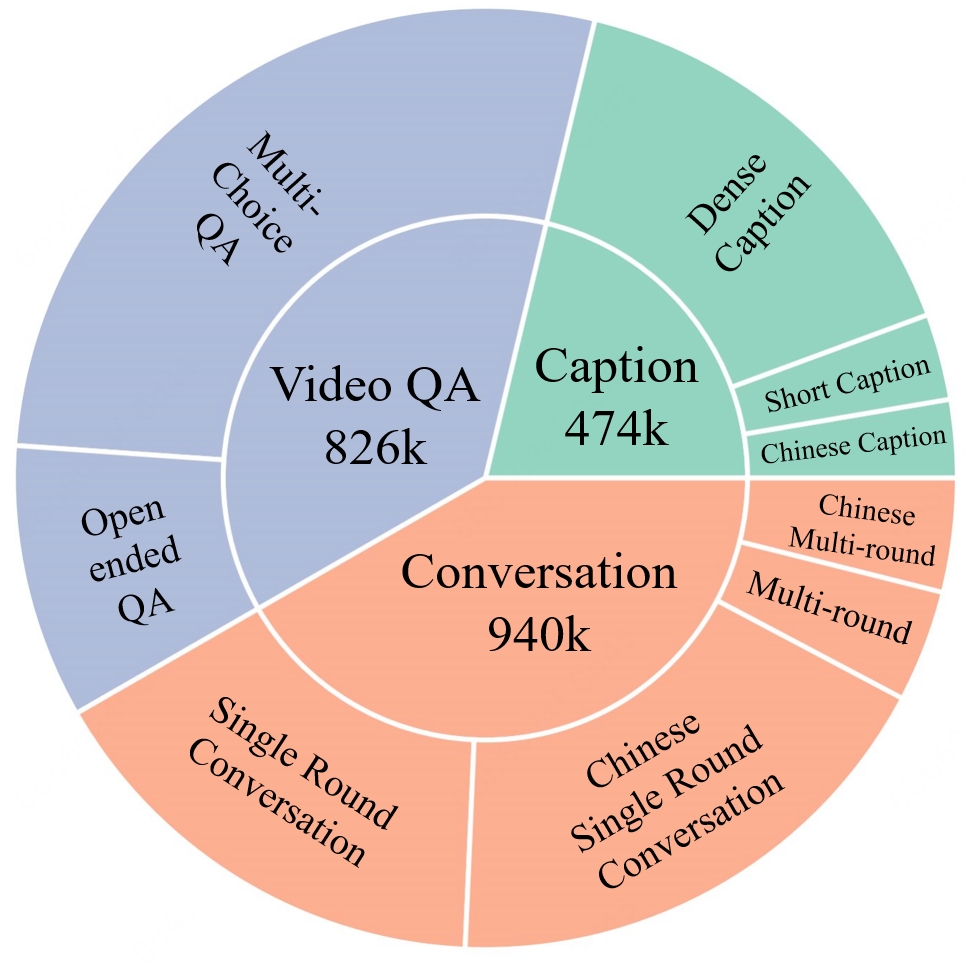 Multi-
Choice
QA
Dense
Caption
Video QA
826k
Caption
474k
Short Caption
Chinese Caption
Open
ended
QA
Conversation
940k
Chinese
Multi-round
Multi-round
Single Round
Conversation
Chinese
Single Round
Conversation